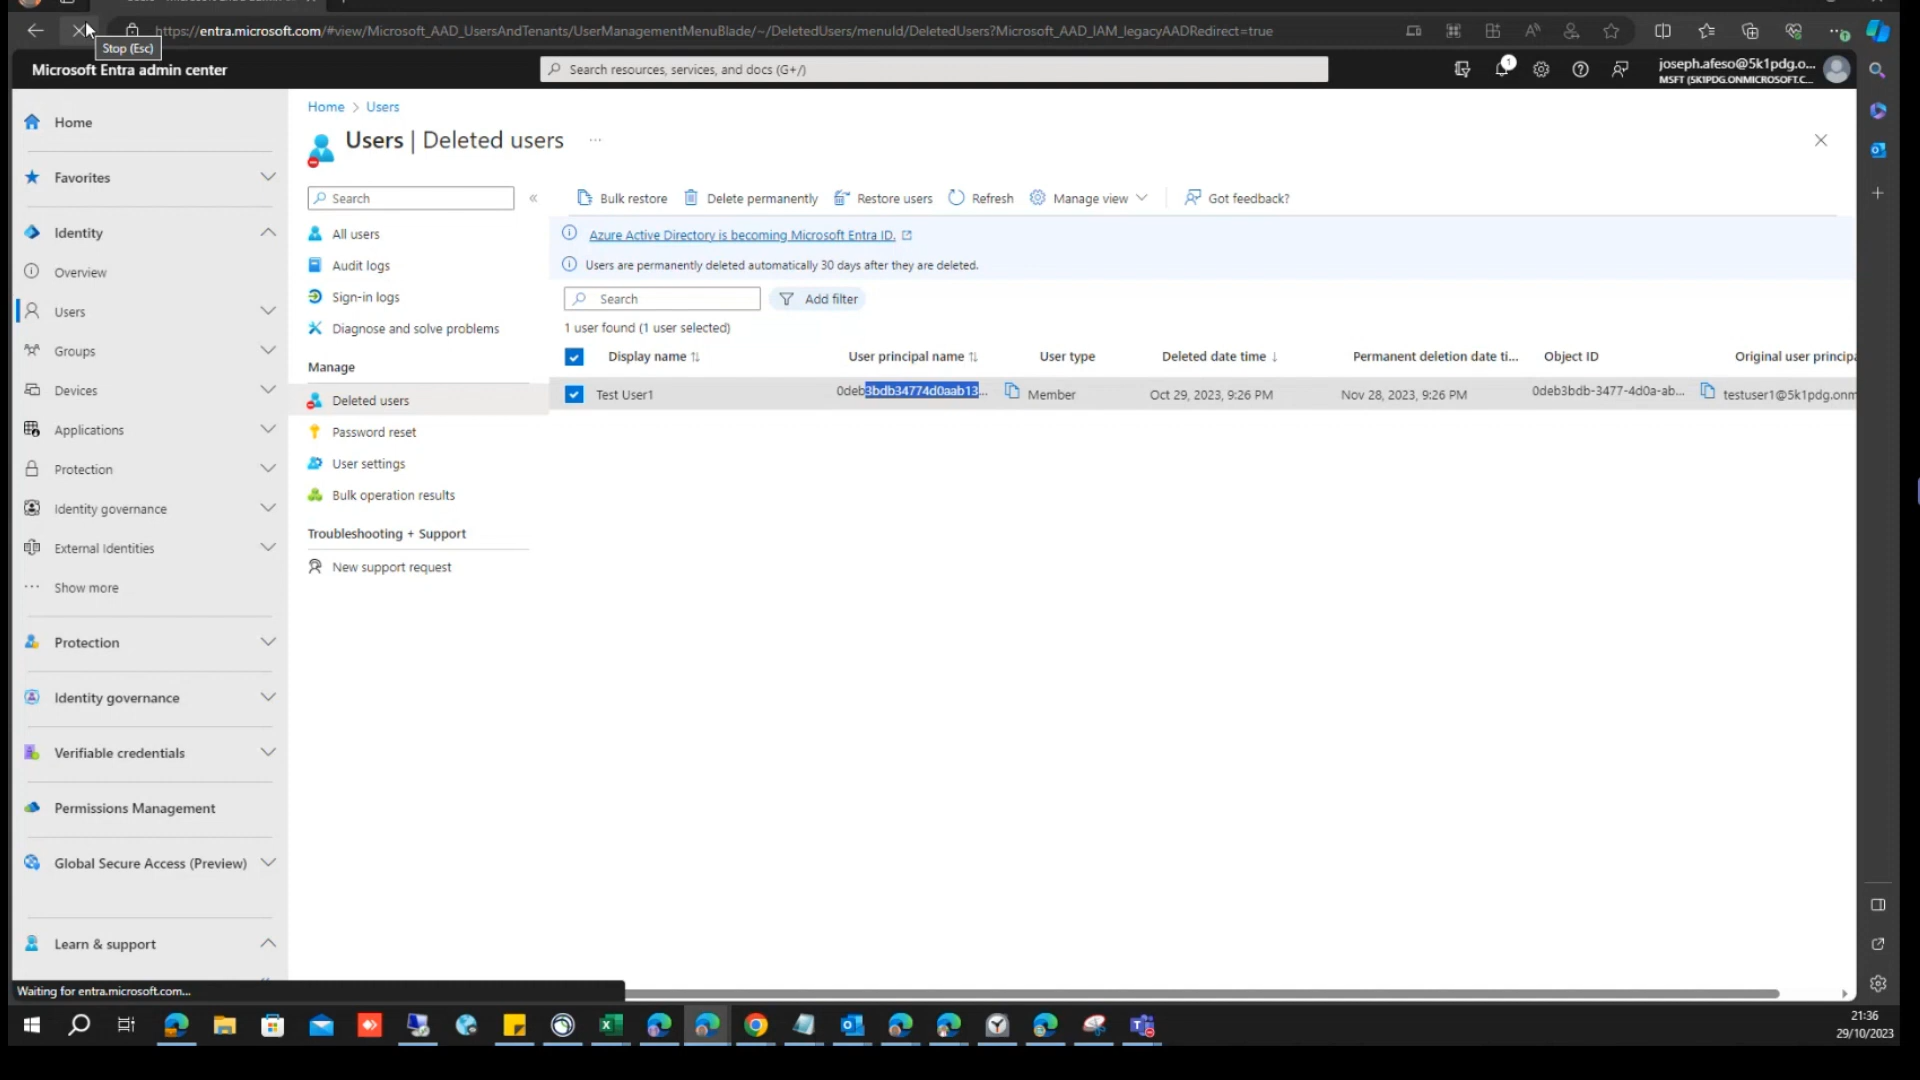 https://entra.microsoft.com/#view/Microsoft_AAD_UsersAndTenants/UserManagementMenuBlade/~/DeletedUsers/menuId/DeletedUsers?Microsoft_AAD_IAM_legacyAADRedirect=true
Stop (Esc)
Microsoft Entra admin center
Search resources, services, and docs (G+/)
1
joseph.afeso@5k1pdg.o...
MSFT (5K1PDG.ONMICROSOFT.C...
Home
Favorites
Identity
Overview
Users
Groups
Devices
Applications
Protection
Identity governance
External Identities
Show more
Protection
Identity governance
Verifiable credentials
Permissions Management
Global Secure Access (Preview)
Learn & support
Home > Users
Users | Deleted users
Search
All users
Audit logs
Sign-in logs
Diagnose and solve problems
Manage
Deleted users
Password reset
User settings
Bulk operation results
Troubleshooting + Support
New support request
Bulk restore Delete permanently Restore users Refresh Manage view Got feedback?
Azure Active Directory is becoming Microsoft Entra ID.
Users are permanently deleted automatically 30 days after they are deleted.
Search Add filter
1 user found (1 user selected)
Display name User principal name User type Deleted date time Permanent deletion date ti... Object ID Original user principa
Test User1 0deb3bdb34774d0aab13... Member Oct 29, 2023, 9:26 PM Nov 28, 2023, 9:26 PM 0deb3bdb-3477-4d0a-ab... testuser1@5k1pdg.onm
Waiting for entra.microsoft.com...
21:36
29/10/2023